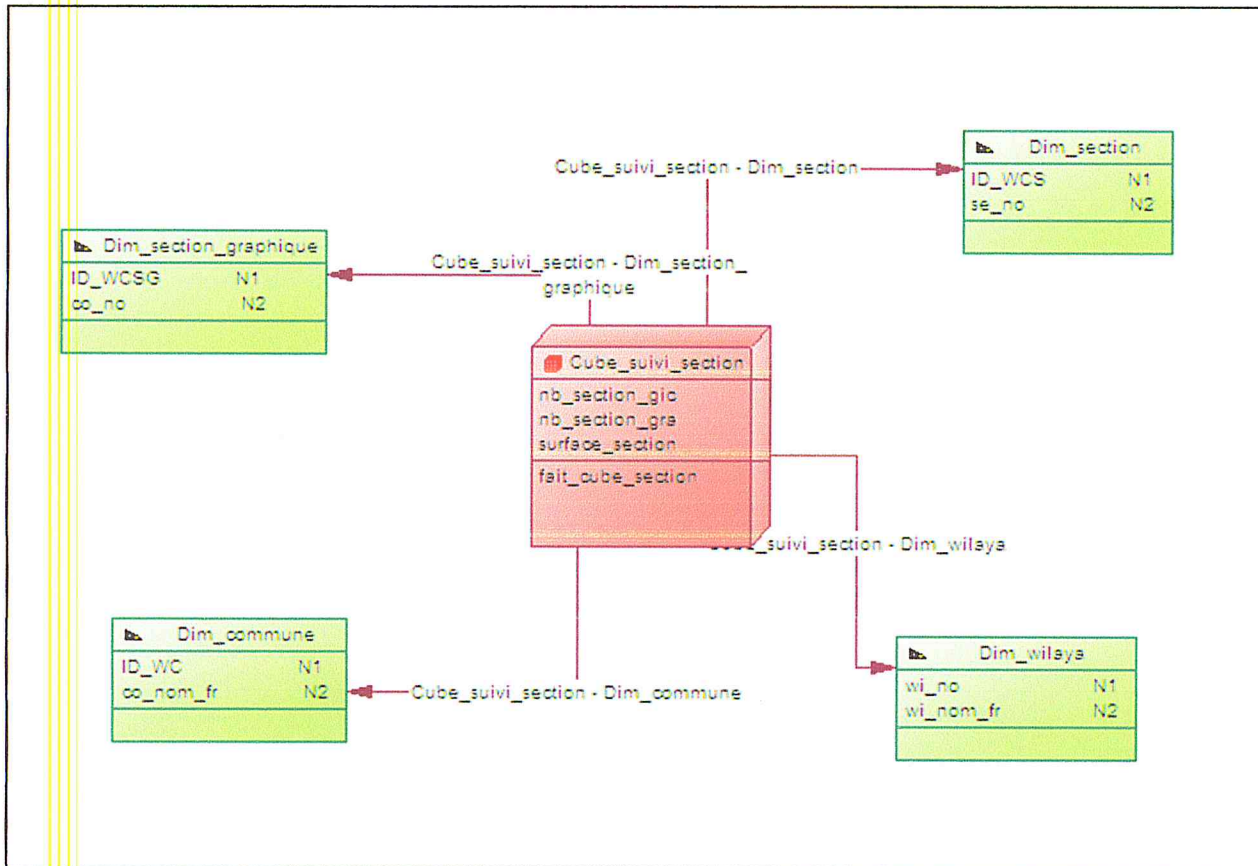 Dim_section
ID_WCS N1
se_no N2
Cube_suivi_section - Dim_section
Dim_section_graphique
ID_WCSG N1
co_no N2
Cube_suivi_section - Dim_section_
graphique
Cube_suivi_section
nb_section_gic
nb_section_gra
surface_section
fait_cube_section
Cube_suivi_section - Dim_wilaya
Dim_commune
ID_WC N1
co_nom_fr N2
Cube_suivi_section - Dim_commune
Dim_wilaya
wi_no N1
wi_nom_fr N2